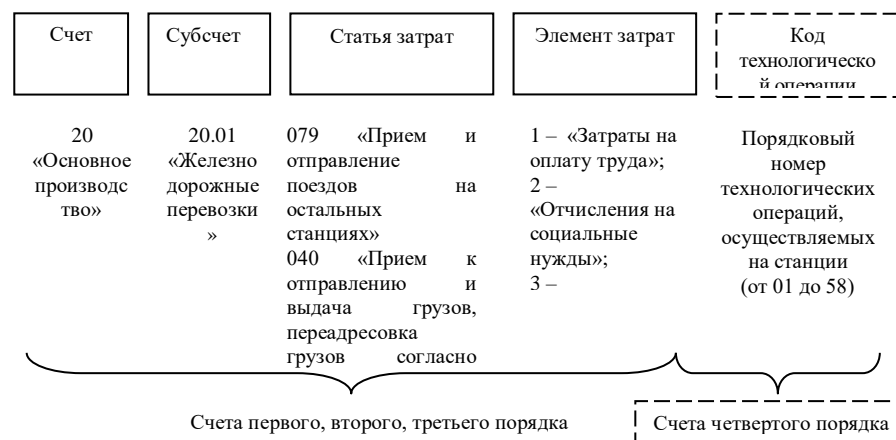 Счет
Субсчет
Статья затрат
Элемент затрат
Код
технологическо
й операции
20
«Основное
производс
тво»
20.01
«Железно
дорожные
перевозки
»
079 «Прием и
отправление
поездов на
остальных
станциях»
040 «Прием к
отправлению и
выдача грузов,
переадресовка
грузов согласно
1 – «Затраты на
оплату труда»;
2 –
«Отчисления на
социальные
нужды»;
3 –
Порядковый
номер
технологических
операций,
осуществляемых
на станции
(от 01 до 58)
Счета первого, второго, третьего порядка
Счета четвертого порядка